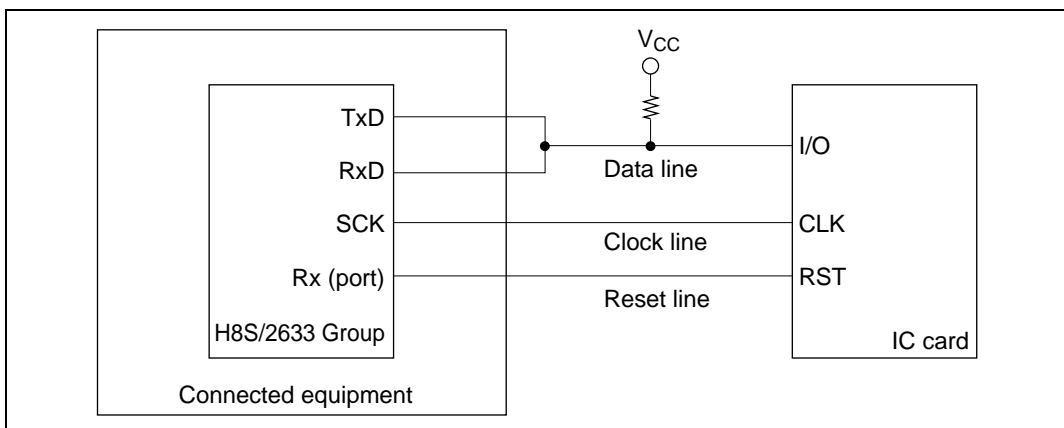 VCC
TxD
RxD
SCK
Rx (port)
H8S/2633 Group
Connected equipment
Data line
Clock line
Reset line
I/O
CLK
RST
IC card